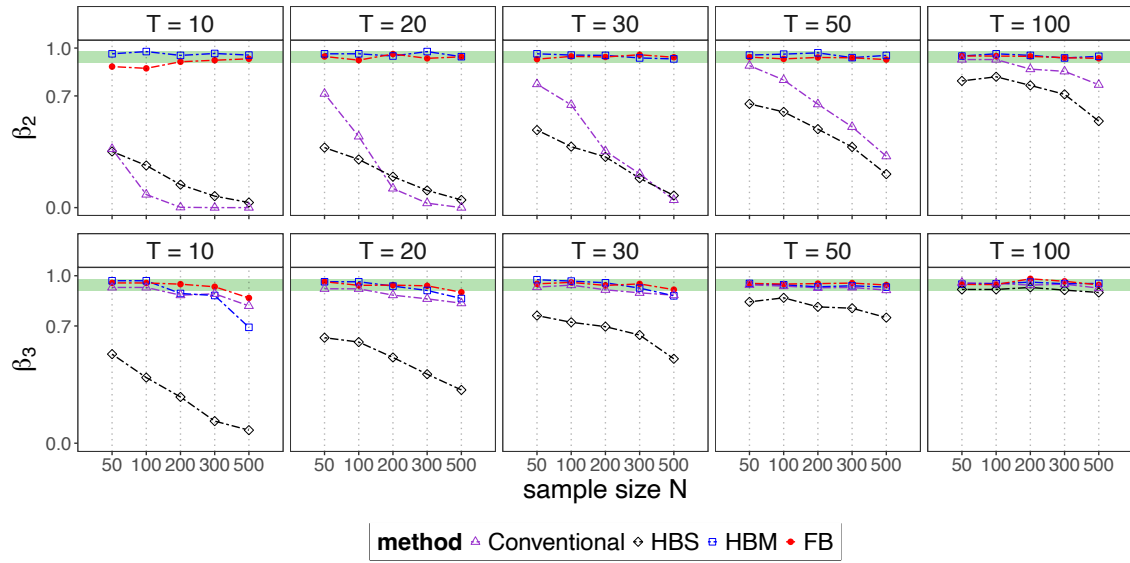 T = 10 T = 20 T = 30 T = 50 T = 100
1.0
0.7
0.0
β2
T = 10 T = 20 T = 30 T = 50 T = 100
1.0
0.7
0.0
β3
50 100 200 300 500 50 100 200 300 500 50 100 200 300 500 50 100 200 300 500 50 100 200 300 500
sample size N
method Conventional HBS HBM FB